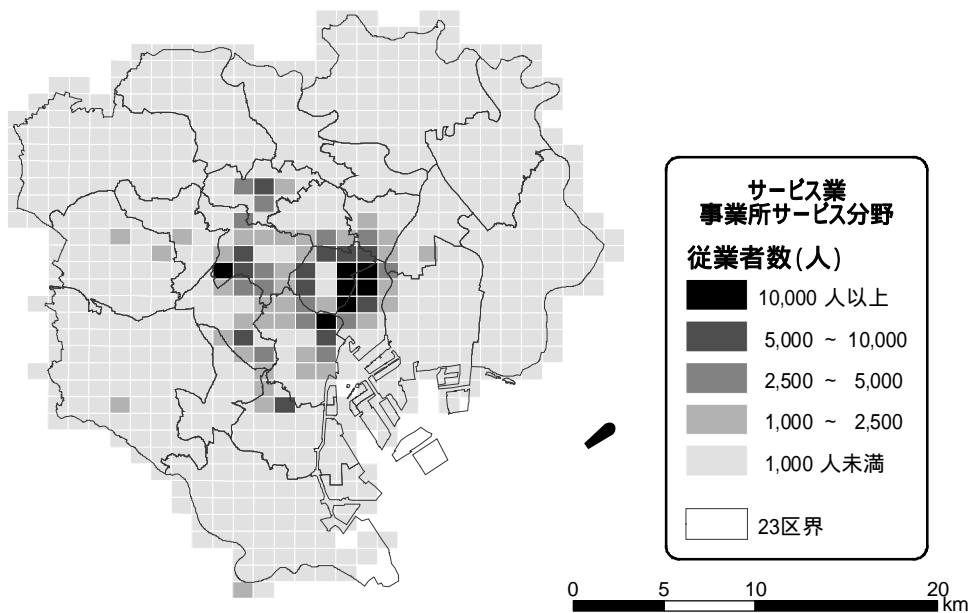 サービス業
事業所サービス分野
従業者数(人)
10,000 人以上
5,000 ~ 10,000
2,500 ~ 5,000
1,000 ~ 2,500
1,000 人未満
23区界
0 5 10 20
km